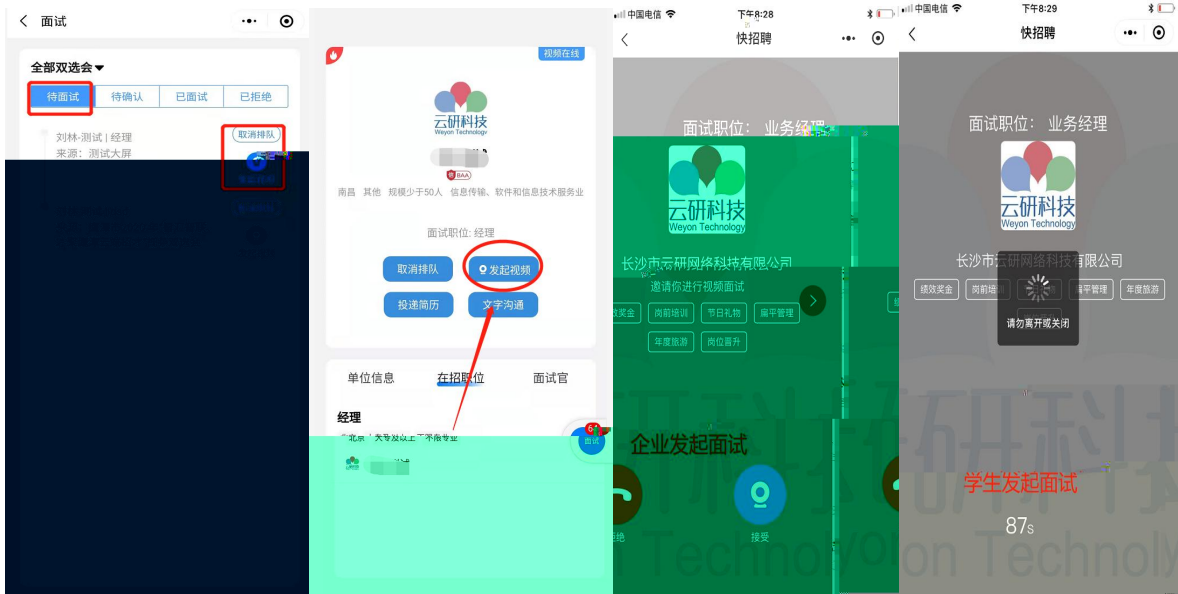 面试
全部双选会
待面试
待确认
已面试
已拒绝
刘林-测试 | 经理
取消排队
来源：测试大屏
视频在线
云研科技
Weyon Technology
BAA
南昌 其他 规模少于50人 信息传输、软件和信息技术服务业
面试职位: 经理
取消排队
发起视频
投递简历
文字沟通
单位信息
在招职位
面试官
经理
面试
中国电信
下午8:28
快招聘
面试职位： 业务经理
云研科技
Weyon Technology
长沙市云研网络科技有限公司
邀请你进行视频面试
效奖金
岗前培训
节日礼物
扁平管理
年度旅游
岗位晋升
企业发起面试
接受
中国电信
下午8:29
快招聘
面试职位： 业务经理
云研科技
Weyon Technology
长沙市云研网络科技有限公司
绩效奖金
岗前培训
扁平管理
年度旅游
请勿离开或关闭
学生发起面试
87s